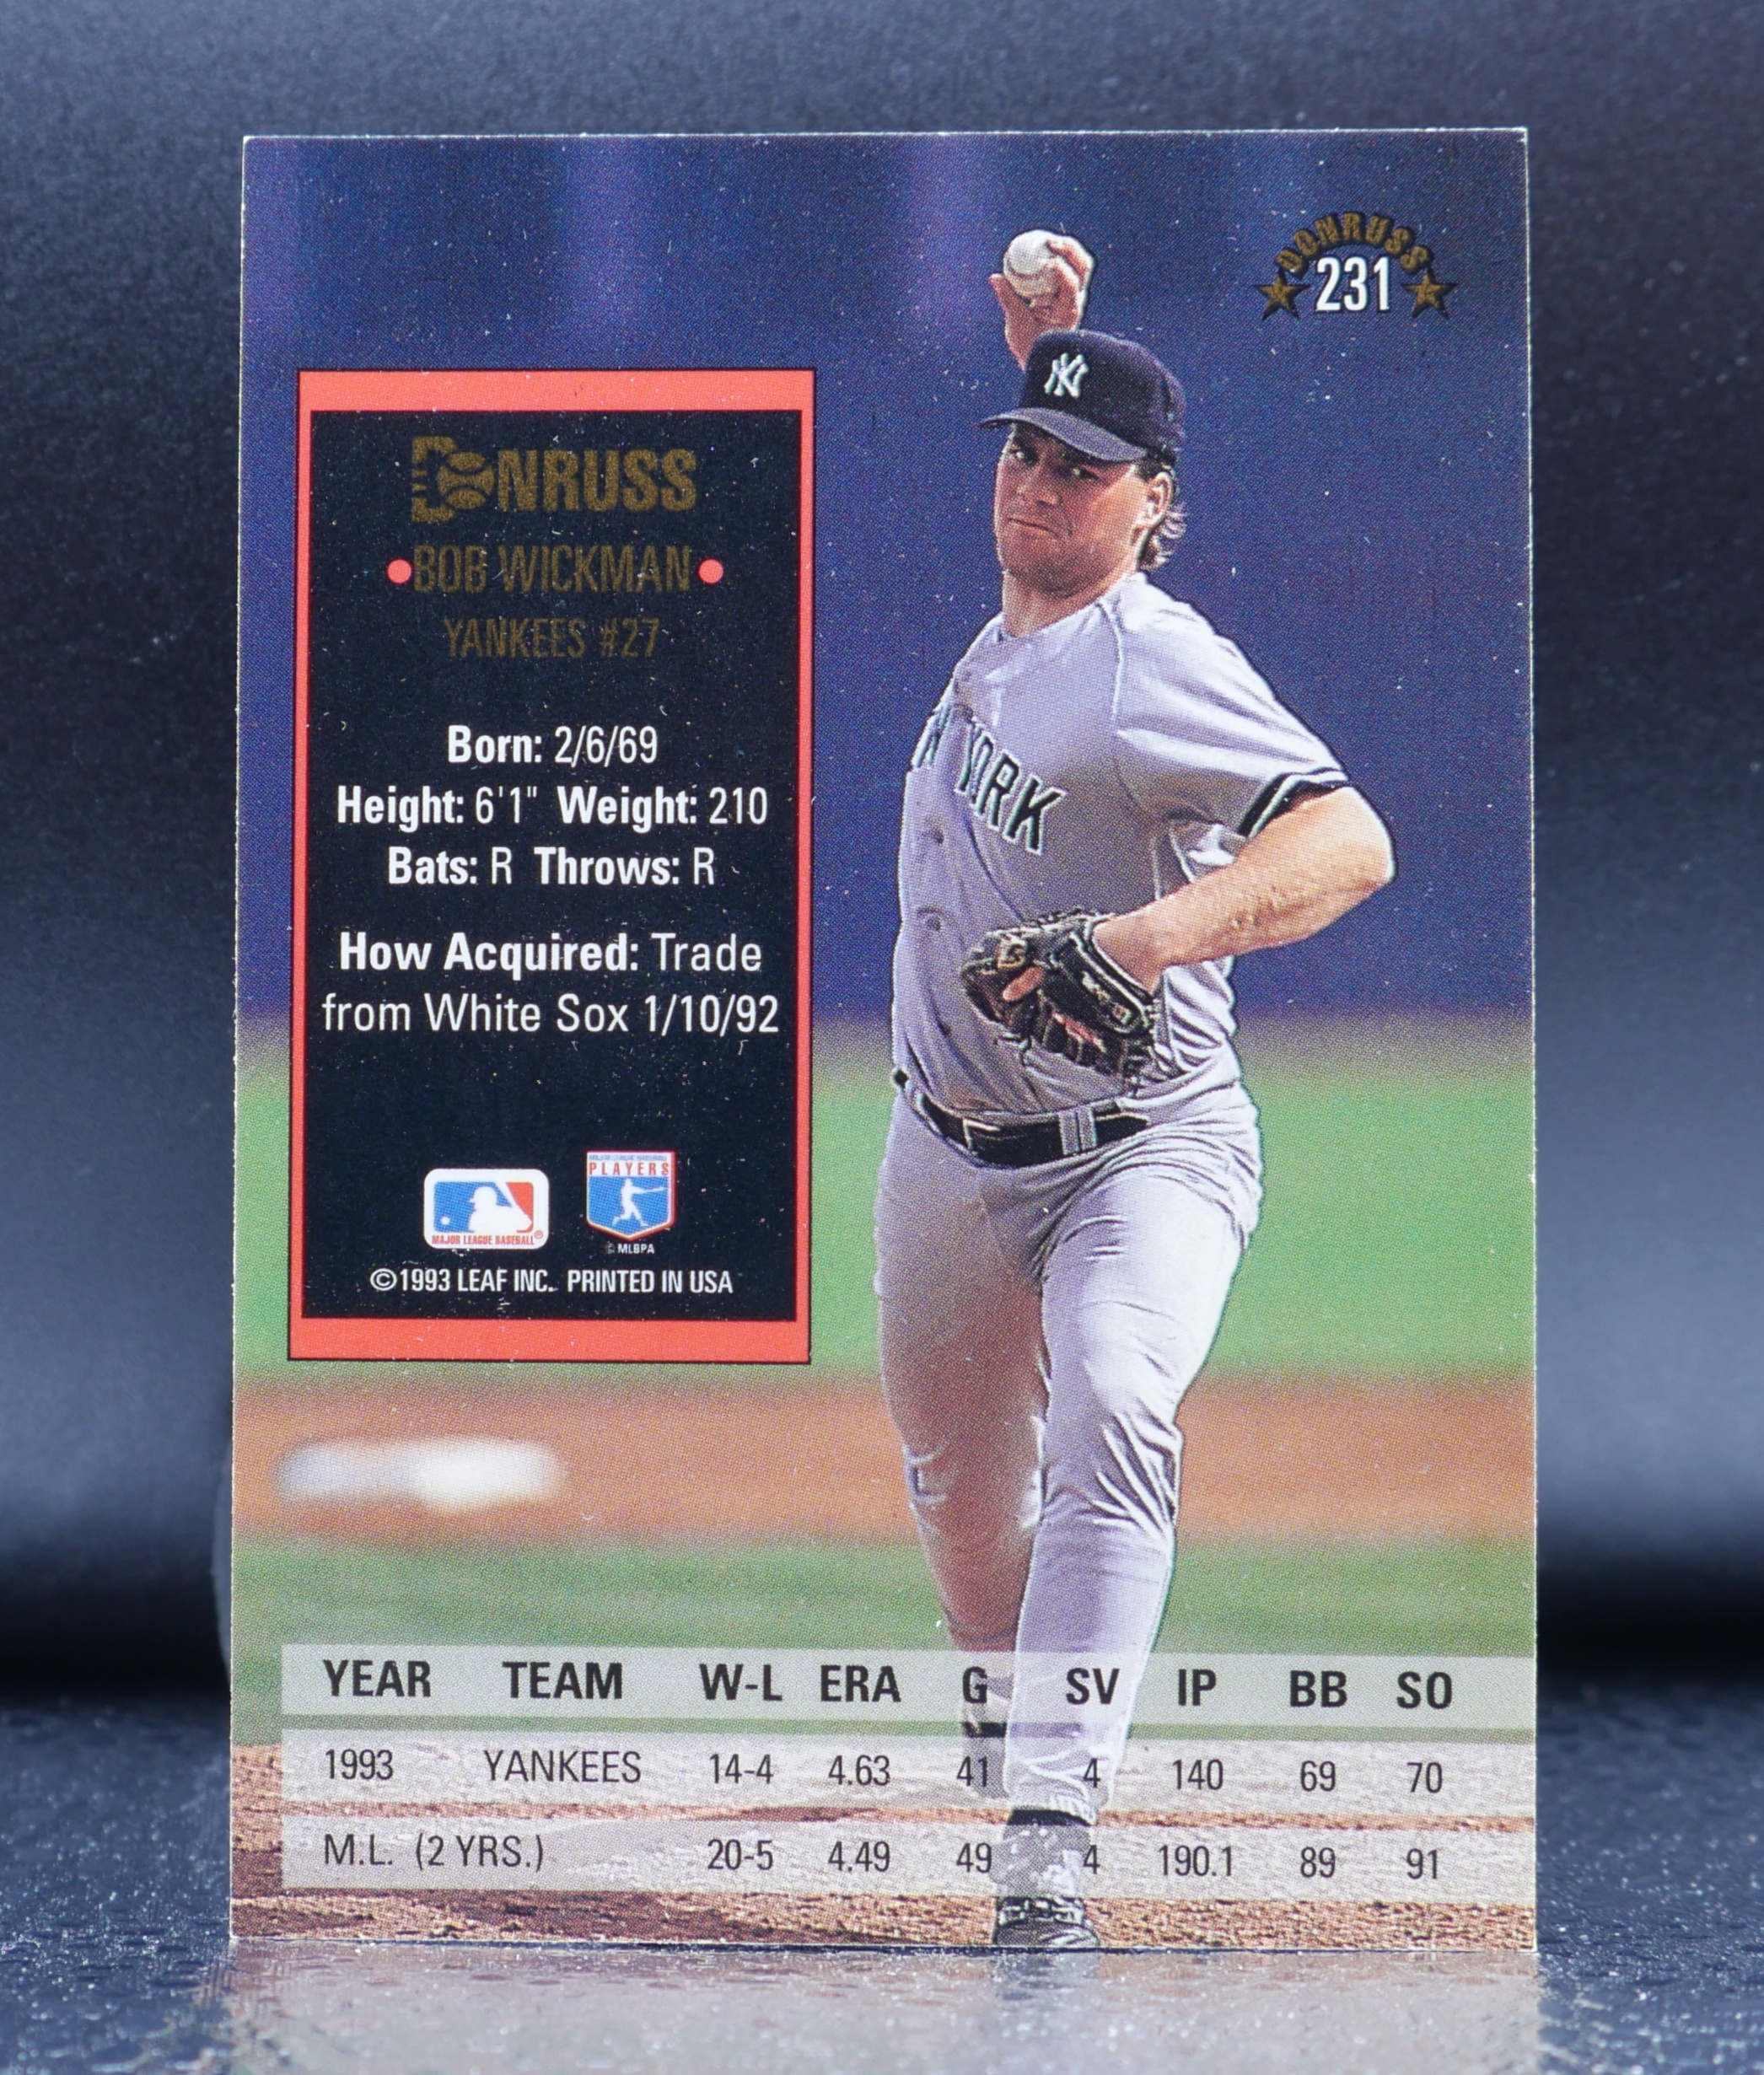 DONRUSS
231
NY
DONRUSS
•BOB WICKMAN•
YANKEES #27
Born: 2/6/69
Height: 6'1" Weight: 210
Bats: R Throws: R
How Acquired: Trade
from White Sox 1/10/92
W YORK
MAJOR LEAGUE BASEBALL
PLAYERS
MAJOR LEAGUE BASEBALL®
© MLBPA
©1993 LEAF INC. PRINTED IN USA
YEAR TEAM W-L ERA G SV IP BB SO
1993 YANKEES 14-4 4.63 41 4 140 69 70
M.L. (2 YRS.) 20-5 4.49 49 4 190.1 89 91